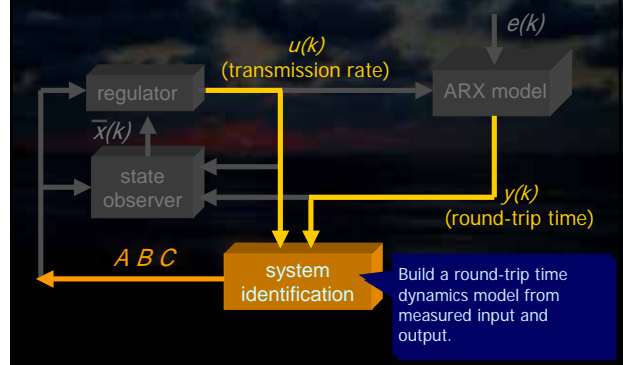 e(k)
u(k)
(transmission rate)
regulator
ARX model
x̅(k)
state
observer
y(k)
(round-trip time)
A B C
system
identification
Build a round-trip time
dynamics model from
measured input and
output.